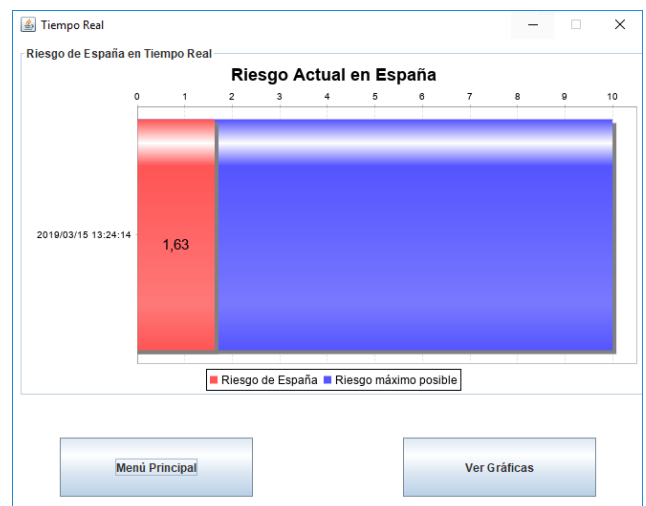 Tiempo Real
Riesgo de España en Tiempo Real
Riesgo Actual en España
0 1 2 3 4 5 6 7 8 9 10
2019/03/15 13:24:14
1,63
Riesgo de España Riesgo máximo posible
Menú Principal
Ver Gráficas